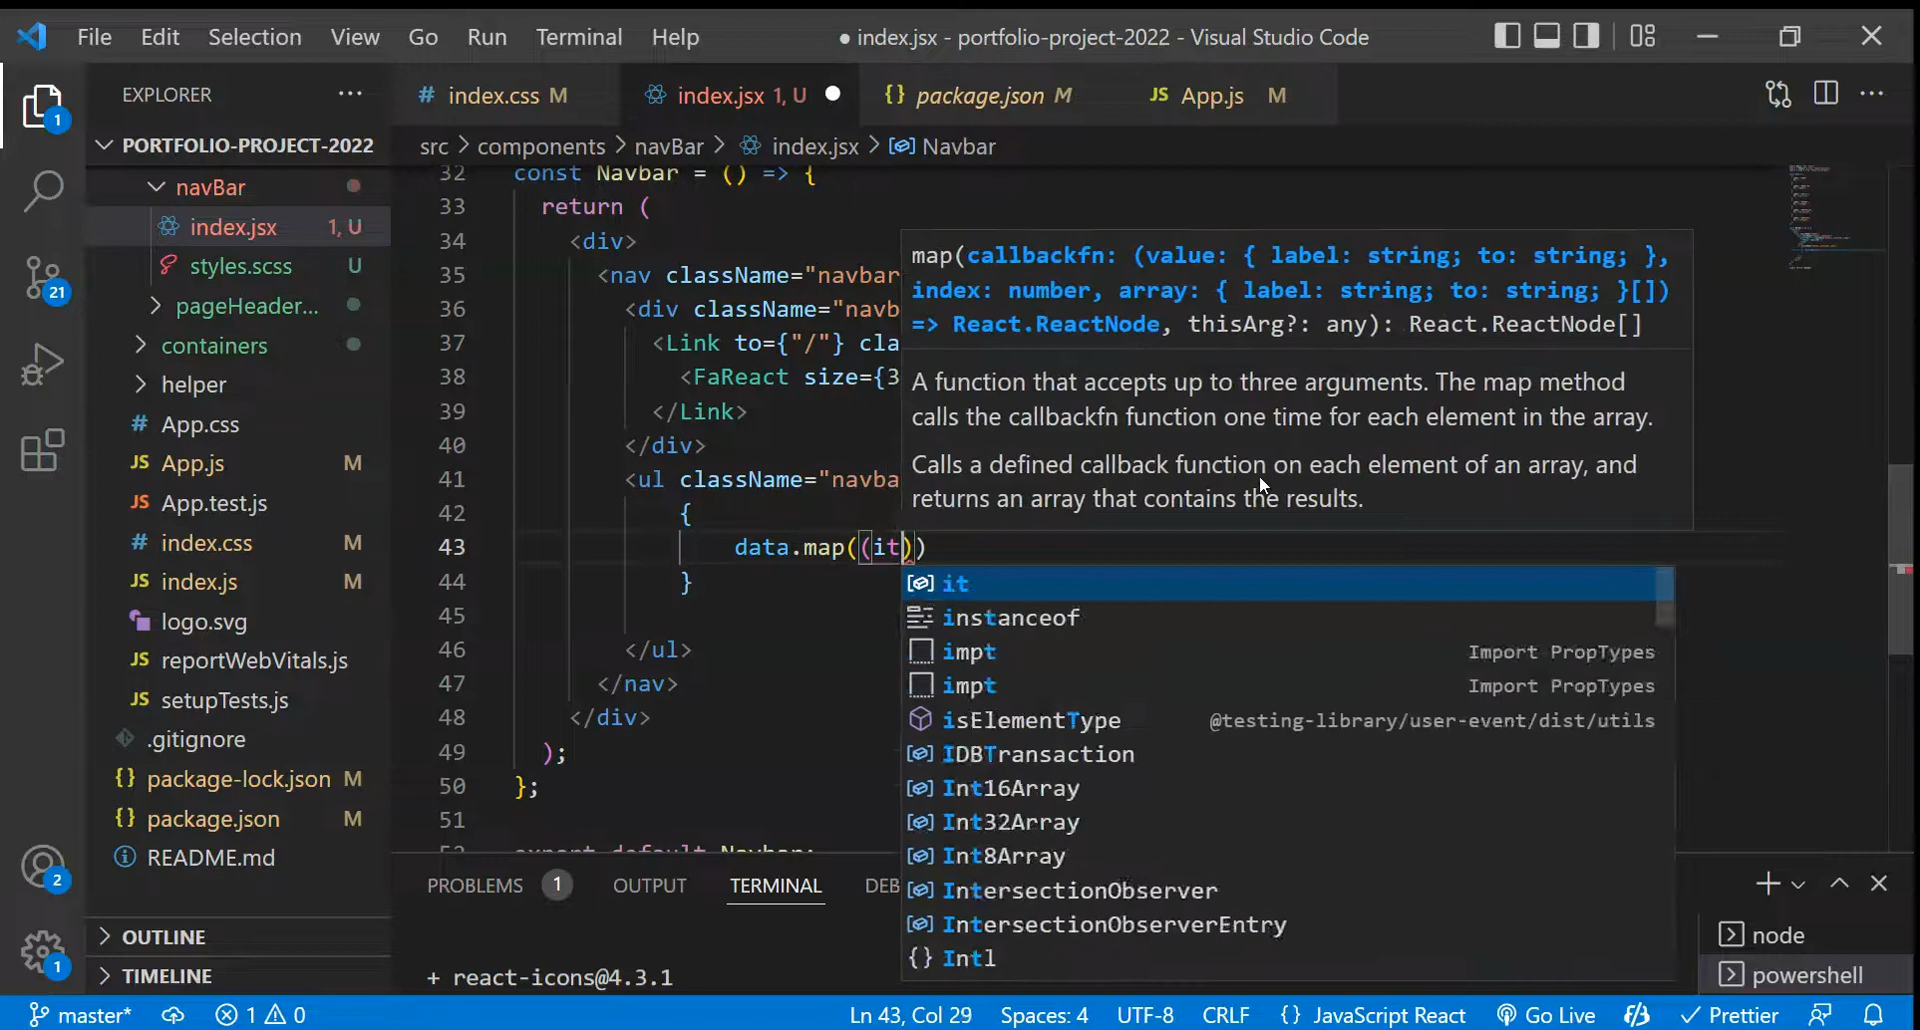 File Edit Selection View Go Run Terminal Help ● index.jsx - portfolio-project-2022 - Visual Studio Code
EXPLORER ···
# index.css M index.jsx 1, U ● {} package.json M JS App.js M ···
PORTFOLIO-PROJECT-2022
src > components > navBar > index.jsx > Navbar
navBar
index.jsx 1, U
styles.scss U
pageHeader...
containers
helper
# App.css
JS App.js M
JS App.test.js
# index.css M
JS index.js M
logo.svg
JS reportWebVitals.js
JS setupTests.js
.gitignore
{} package-lock.json M
{} package.json M
README.md
OUTLINE
TIMELINE
1
21
2
1
32 const Navbar = () => {
33 return (
34 <div>
35 <nav className="navbar
36 <div className="navb
37 <Link to={"/"} cla
38 <FaReact size={3
39 </Link>
40 </div>
41 <ul className="navba
42 {
43 data.map((it))
44 }
45
46 </ul>
47 </nav>
48 </div>
49 );
50 };
51
52 export default Navbar;
map(callbackfn: (value: { label: string; to: string; },
index: number, array: { label: string; to: string; }[])
=> React.ReactNode, thisArg?: any): React.ReactNode[]
A function that accepts up to three arguments. The map method
calls the callbackfn function one time for each element in the array.
Calls a defined callback function on each element of an array, and
returns an array that contains the results.
it
instanceof
impt Import PropTypes
impt Import PropTypes
isElementType @testing-library/user-event/dist/utils
IDBTransaction
Int16Array
Int32Array
Int8Array
IntersectionObserver
IntersectionObserverEntry
{} Intl
PROBLEMS 1 OUTPUT TERMINAL DEB
+ react-icons@4.3.1
node
powershell
master* 1 0 Ln 43, Col 29 Spaces: 4 UTF-8 CRLF {} JavaScript React Go Live Prettier